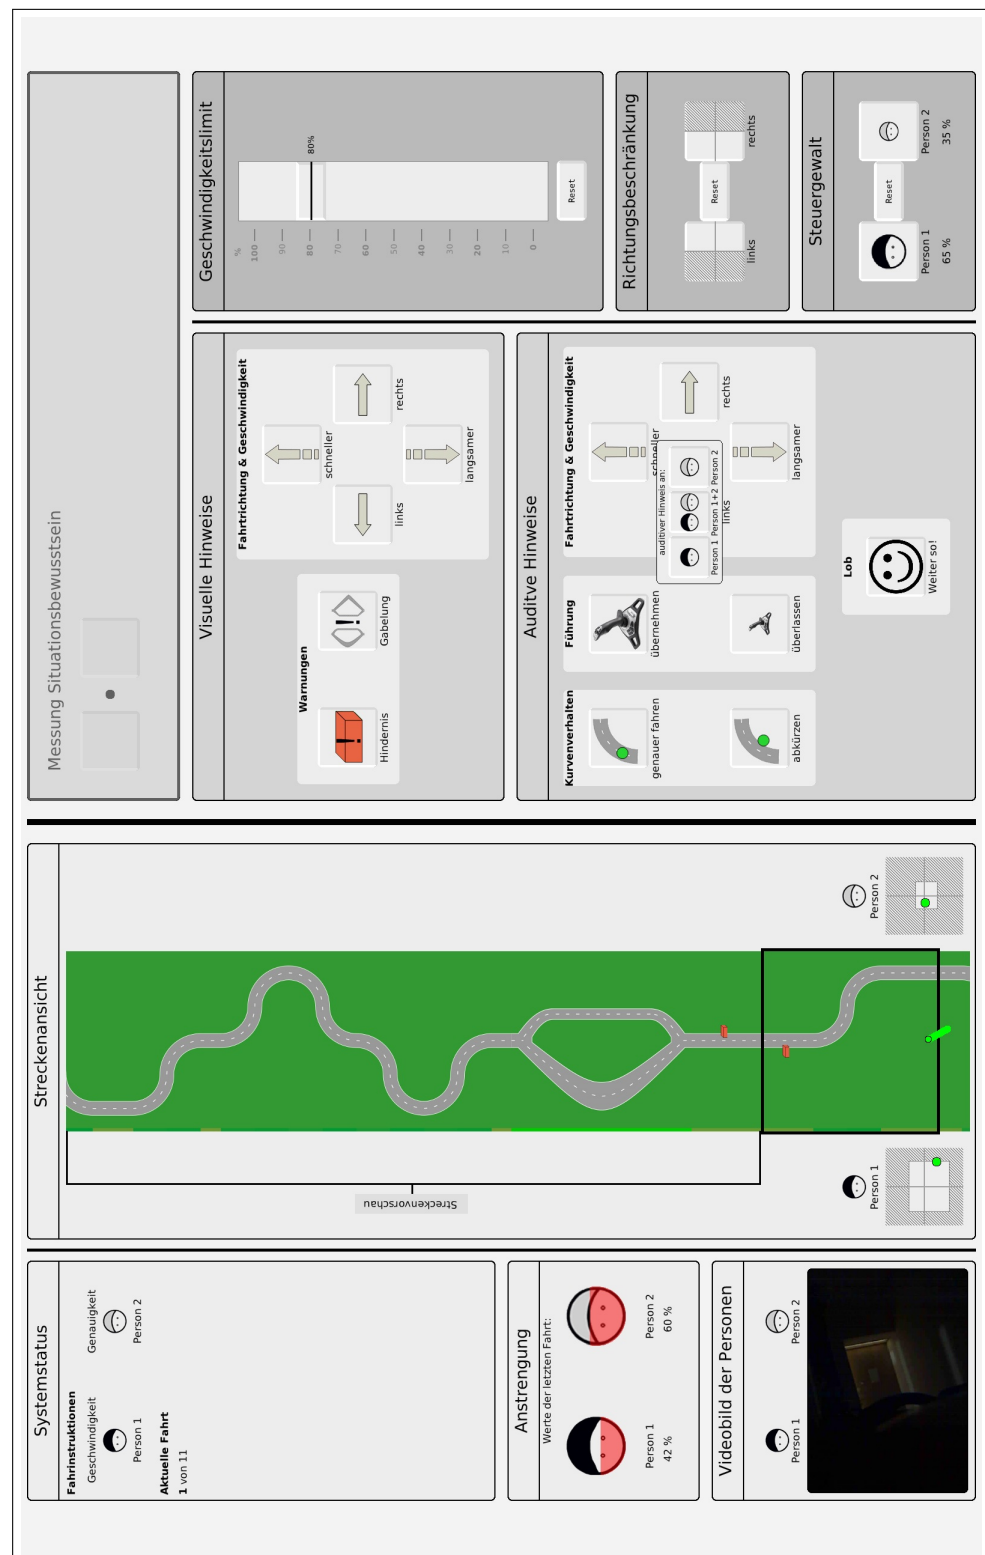 Systemstatus
Fahrinstruktionen
Geschwindigkeit
Genauigkeit
Person 1
Person 2
Aktuelle Fahrt
1 von 11
Anstrengung
Werte der letzten Fahrt:
Person 1
42 %
Person 2
60 %
Videobild der Personen
Person 1
Person 2
Streckenansicht
Streckenvorschau
Person 1
Person 2
Messung Situationsbewusstsein
Visuelle Hinweise
Warnungen
Hindernis
Gabelung
Fahrtrichtung & Geschwindigkeit
schneller
links
rechts
langsamer
Auditve Hinweise
Kurvenverhalten
genauer fahren
abkürzen
Führung
übernehmen
überlassen
Fahrtrichtung & Geschwindigkeit
schneller
auditiver Hinweis an:
Person 1
Person 1+2
Person 2
links
rechts
langsamer
Lob
Weiter so!
Geschwindigkeitslimit
%
100
90
80
70
60
50
40
30
20
10
0
80%
Reset
Richtungsbeschränkung
links
Reset
rechts
Steuergewalt
Person 1
65 %
Reset
Person 2
35 %